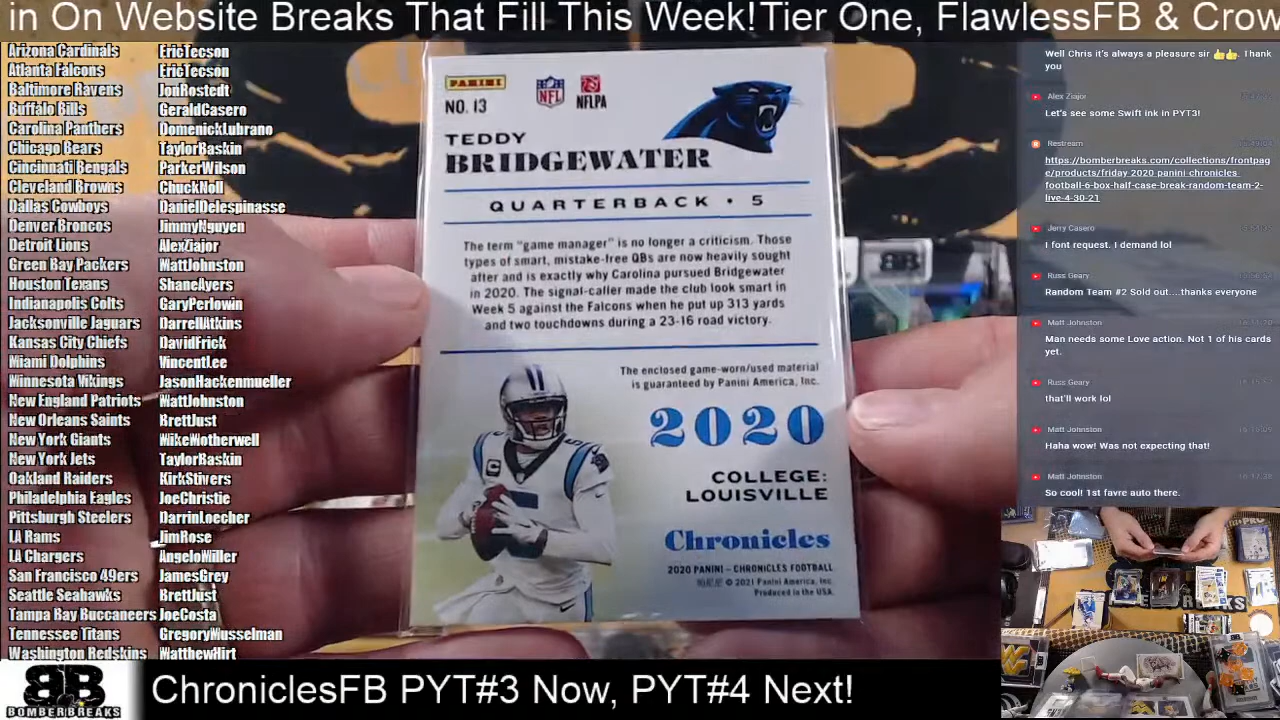 in On Website Breaks That Fill This Week!Tier One, FlawlessFB & Crow
Arizona Cardinals EricTecson
Atlanta Falcons EricTecson
Baltimore Ravens JonRostedt
Buffalo Bills GeraldCasero
Carolina Panthers DomenickLubrano
Chicago Bears TaylorBaskin
Cincinnati Bengals ParkerWilson
Cleveland Browns ChuckNoll
Dallas Cowboys DanielDelespinasse
Denver Broncos JimmyNguyen
Detroit Lions AlexZiajor
Green Bay Packers MattJohnston
Houston Texans ShaneAyers
Indianapolis Colts GaryPerlowin
Jacksonville Jaguars DarrellAtkins
Kansas City Chiefs DavidFrick
Miami Dolphins VincentLee
Minnesota Vikings JasonHackenmueller
New England Patriots MattJohnston
New Orleans Saints BrettJust
New York Giants MikeWotherwell
New York Jets TaylorBaskin
Oakland Raiders KirkStivers
Philadelphia Eagles JoeChristie
Pittsburgh Steelers DarrinLoecher
LA Rams JimRose
LA Chargers AngeloMiller
San Francisco 49ers JamesGrey
Seattle Seahawks BrettJust
Tampa Bay Buccaneers JoeCosta
Tennessee Titans GregoryMusselman
Washington Redskins MatthewHirt
PANINI
NFL
NFLPA
NO. 13
TEDDY
BRIDGEWATER
QUARTERBACK • 5
The term "game manager" is no longer a criticism. Those
types of smart, mistake-free QBs are now heavily sought
after and is exactly why Carolina pursued Bridgewater
in 2020. The signal-caller made the club look smart in
Week 5 against the Falcons when he put up 313 yards
and two touchdowns during a 23-16 road victory.
The enclosed game-worn/used material
is guaranteed by Panini America, Inc.
2020
COLLEGE:
LOUISVILLE
Chronicles
2020 PANINI – CHRONICLES FOOTBALL
© 2021 Panini America, Inc.
Produced in the USA.
Well Chris it's always a pleasure sir 👍👍. Thank
you
Alex Ziajor
Let's see some Swift ink in PYT3!
Restream
https://bomberbreaks.com/collections/frontpag
e/products/friday-2020-panini-chronicles
football-6-box-half-case-break-random-team-2-
live-4-30-21
Jerry Casero
I font request. I demand lol
Russ Geary
Random Team #2 Sold out....thanks everyone
Matt Johnston
Man needs some Love action. Not 1 of his cards
yet.
Russ Geary
that'll work lol
Matt Johnston
Haha wow! Was not expecting that!
Matt Johnston
So cool! 1st favre auto there.
BB
BOMBERBREAKS
ChroniclesFB PYT#3 Now, PYT#4 Next!